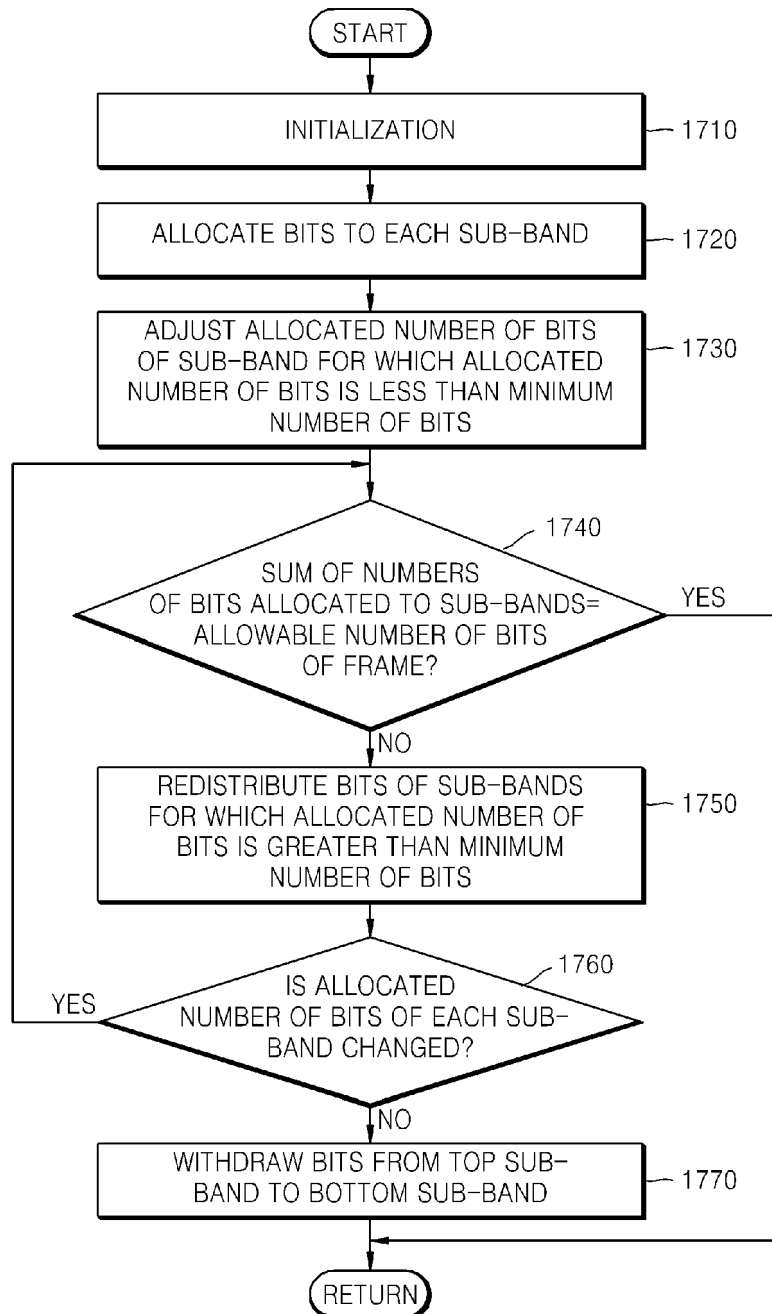 START
INITIALIZATION
1710
ALLOCATE BITS TO EACH SUB-BAND
1720
ADJUST ALLOCATED NUMBER OF BITS
OF SUB-BAND FOR WHICH ALLOCATED
NUMBER OF BITS IS LESS THAN MINIMUM
NUMBER OF BITS
1730
1740
SUM OF NUMBERS
OF BITS ALLOCATED TO SUB-BANDS=
ALLOWABLE NUMBER OF BITS
OF FRAME?
YES
NO
REDISTRIBUTE BITS OF SUB-BANDS
FOR WHICH ALLOCATED NUMBER OF
BITS IS GREATER THAN MINIMUM
NUMBER OF BITS
1750
1760
IS ALLOCATED
NUMBER OF BITS OF EACH SUB-
BAND CHANGED?
YES
NO
WITHDRAW BITS FROM TOP SUB-
BAND TO BOTTOM SUB-BAND
1770
RETURN